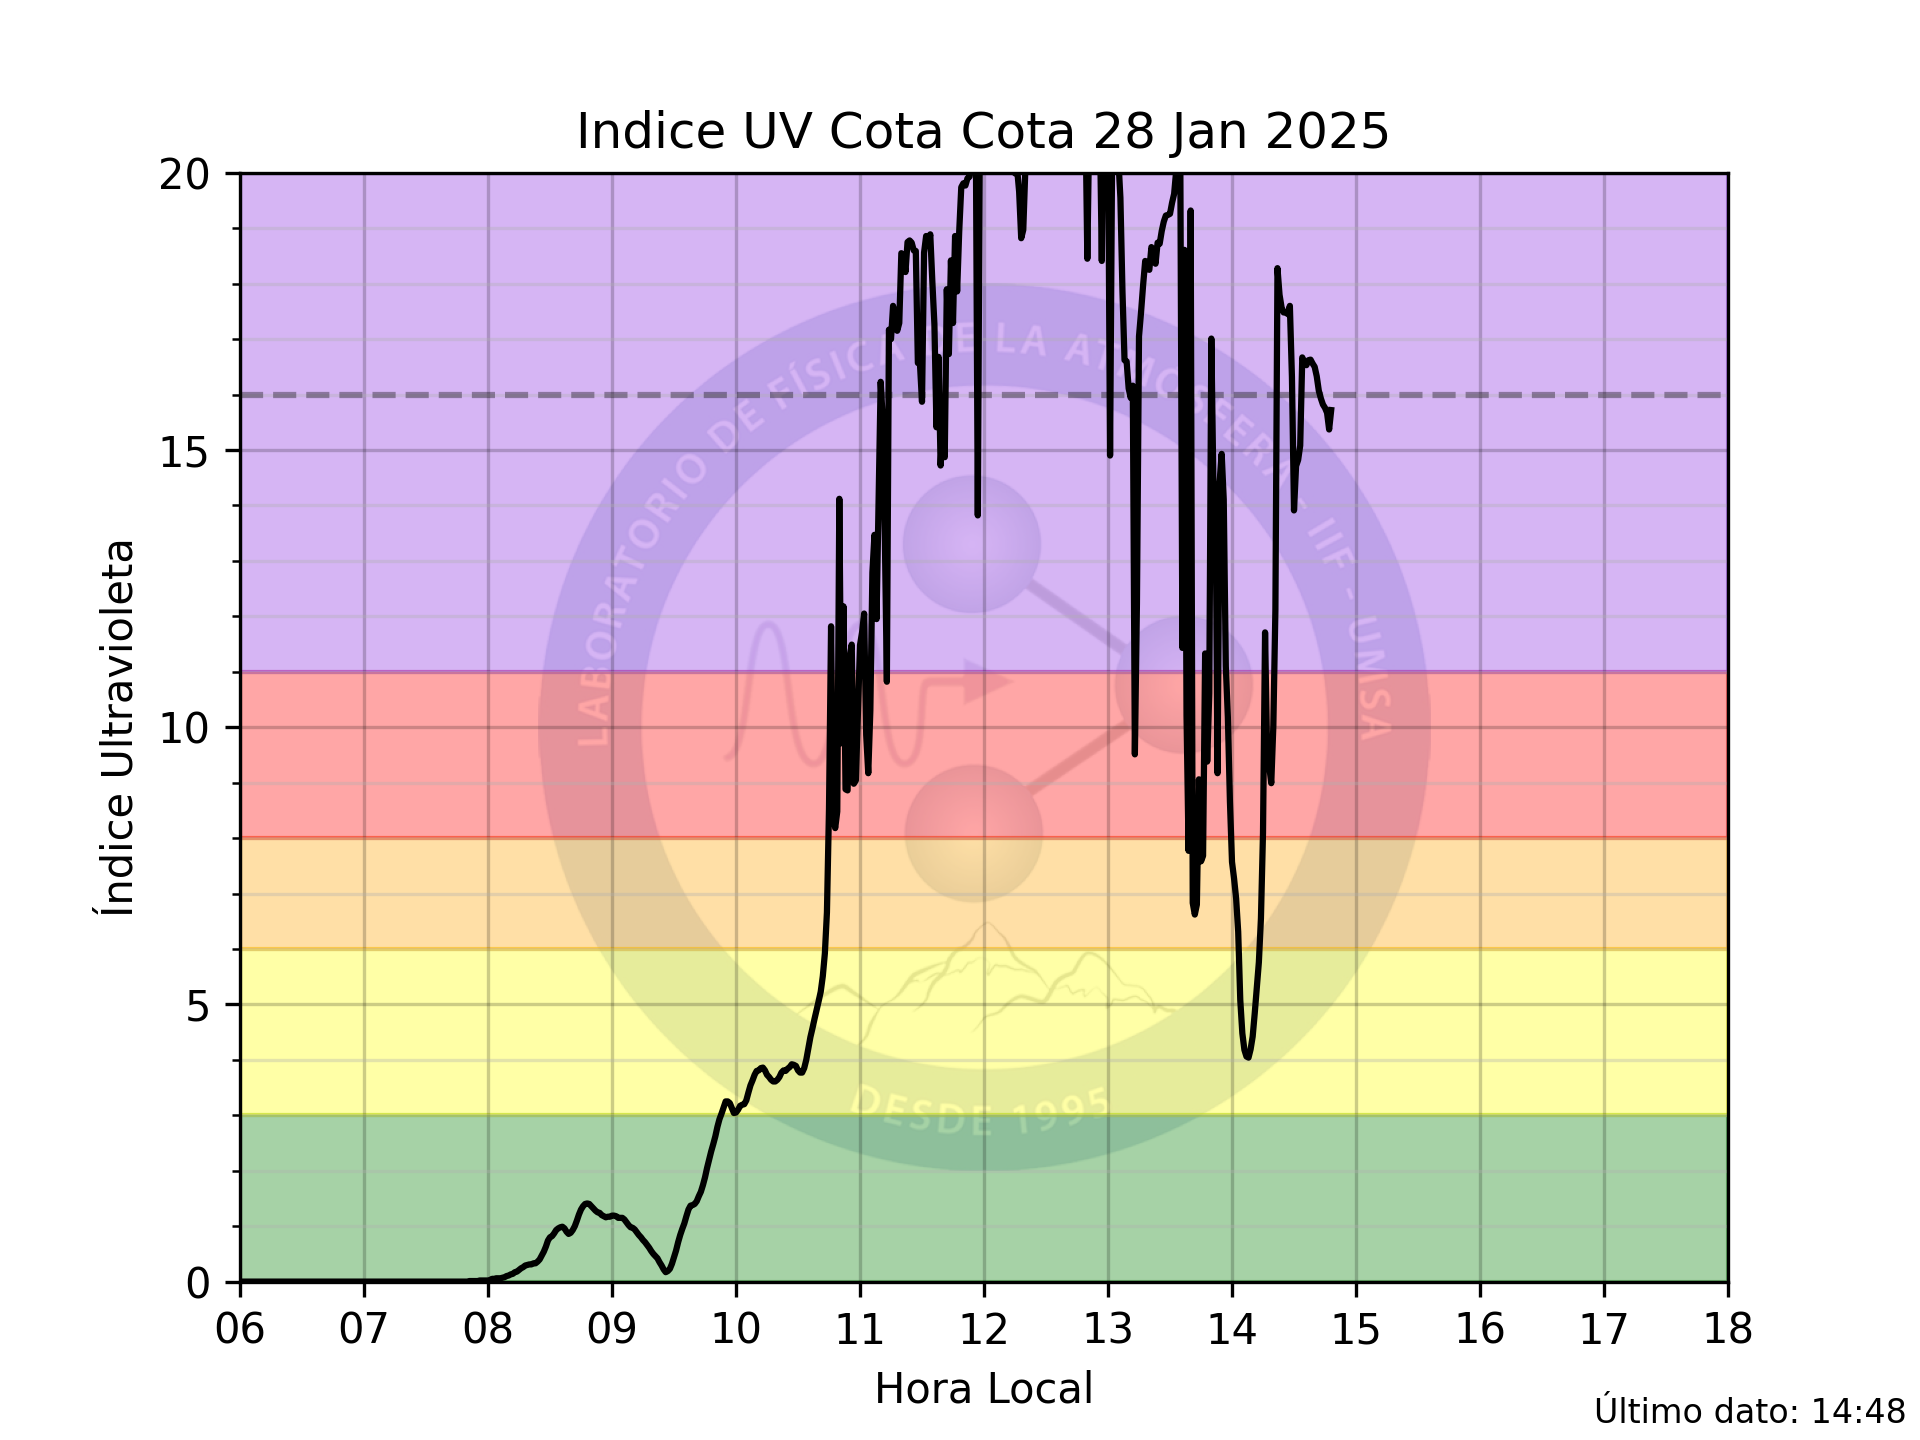 Indice UV Cota Cota 28 Jan 2025
20
15
10
5
0
Índice Ultravioleta
LABORATORIO DE FÍSICA DE LA ATMÓSFERA - IIF - UMSA
DESDE 1995
06 07 08 09 10 11 12 13 14 15 16 17 18
Hora Local
Último dato: 14:48